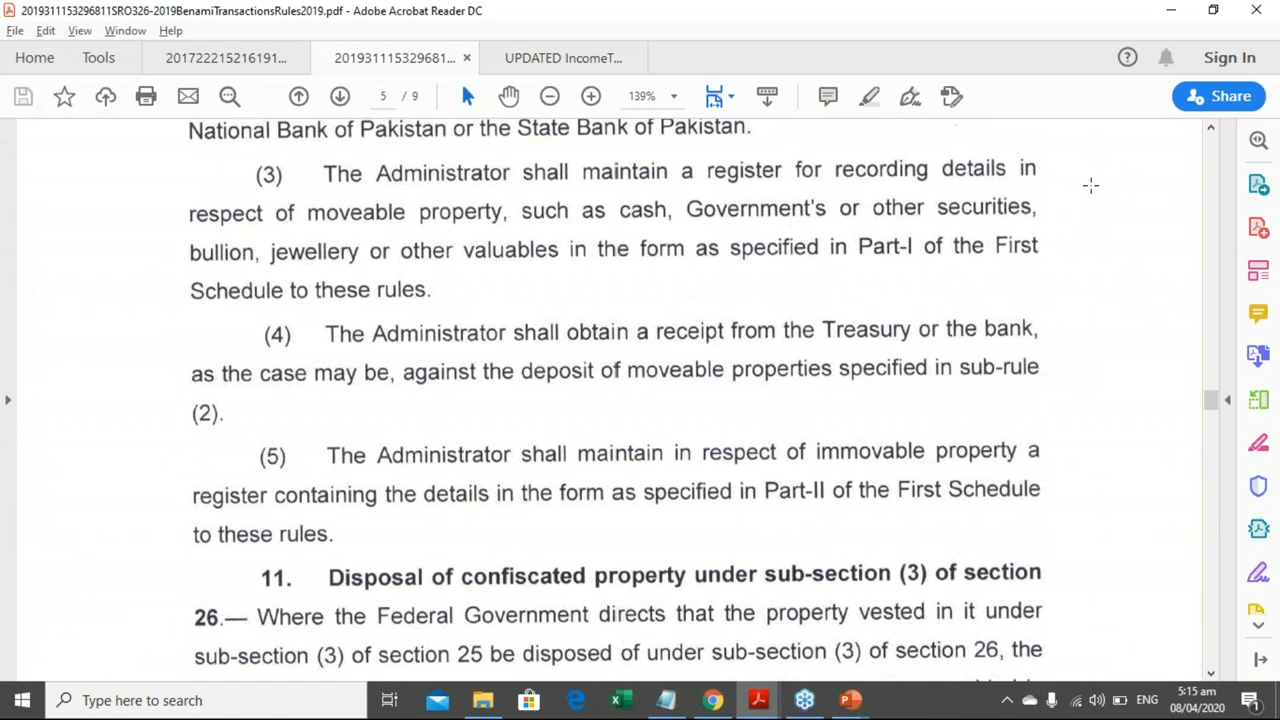 201931115329681​1SRO326-2019BenamiTransactionsRules2019.pdf - Adobe Acrobat Reader DC
File Edit View Window Help
Home Tools 201722215216191... 20193111532968​1... × UPDATED IncomeT... Sign In
5 / 9 139% Share
National Bank of Pakistan or the State Bank of Pakistan.
(3) The Administrator shall maintain a register for recording details in
respect of moveable property, such as cash, Government's or other securities,
bullion, jewellery or other valuables in the form as specified in Part-I of the First
Schedule to these rules.
(4) The Administrator shall obtain a receipt from the Treasury or the bank,
as the case may be, against the deposit of moveable properties specified in sub-rule
(2).
(5) The Administrator shall maintain in respect of immovable property a
register containing the details in the form as specified in Part-II of the First Schedule
to these rules.
11. Disposal of confiscated property under sub-section (3) of section
26.— Where the Federal Government directs that the property vested in it under
sub-section (3) of section 25 be disposed of under sub-section (3) of section 26, the
Type here to search
ENG
5:15 am
08/04/2020
1